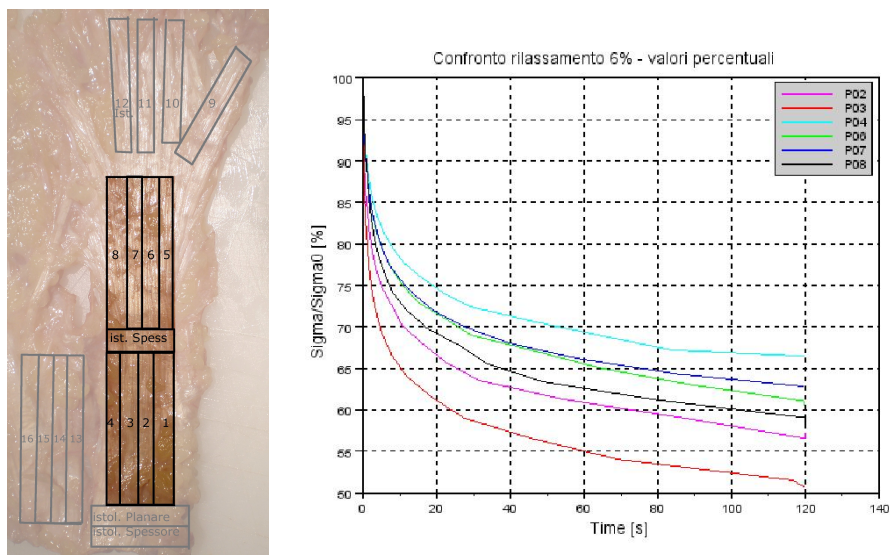 12 11 10 9
Ist.
8 7 6 5
ist. Spess
4 3 2 1
16 15 14 13
istol. Planare
istol. Spessore
Confronto rilassamento 6% - valori percentuali
Sigma/Sigma0 [%]
100
95
90
85
80
75
70
65
60
55
50
0 20 40 60 80 100 120 140
Time [s]
P02
P03
P04
P06
P07
P08